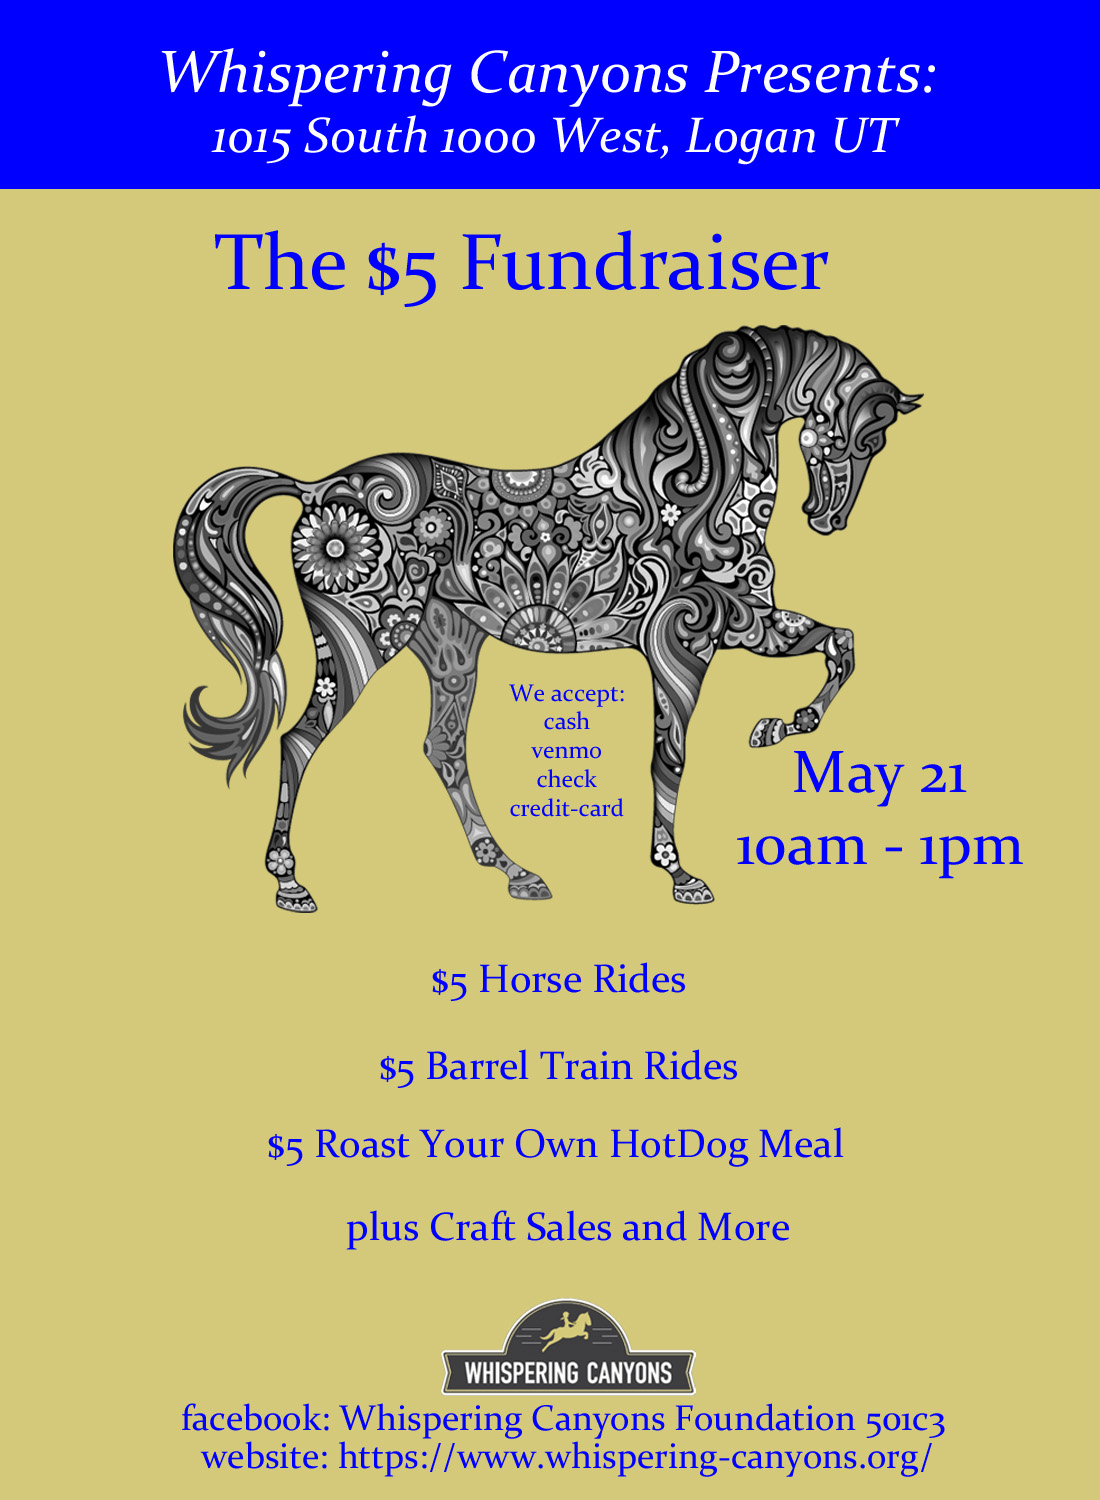 Whispering Canyons Presents:
1015 South 1000 West, Logan UT
The $5 Fundraiser
We accept:
cash
venmo
check
credit-card
May 21
10am - 1pm
$5 Horse Rides
$5 Barrel Train Rides
$5 Roast Your Own HotDog Meal
plus Craft Sales and More
WHISPERING CANYONS
facebook: Whispering Canyons Foundation 501c3
website: https://www.whispering-canyons.org/